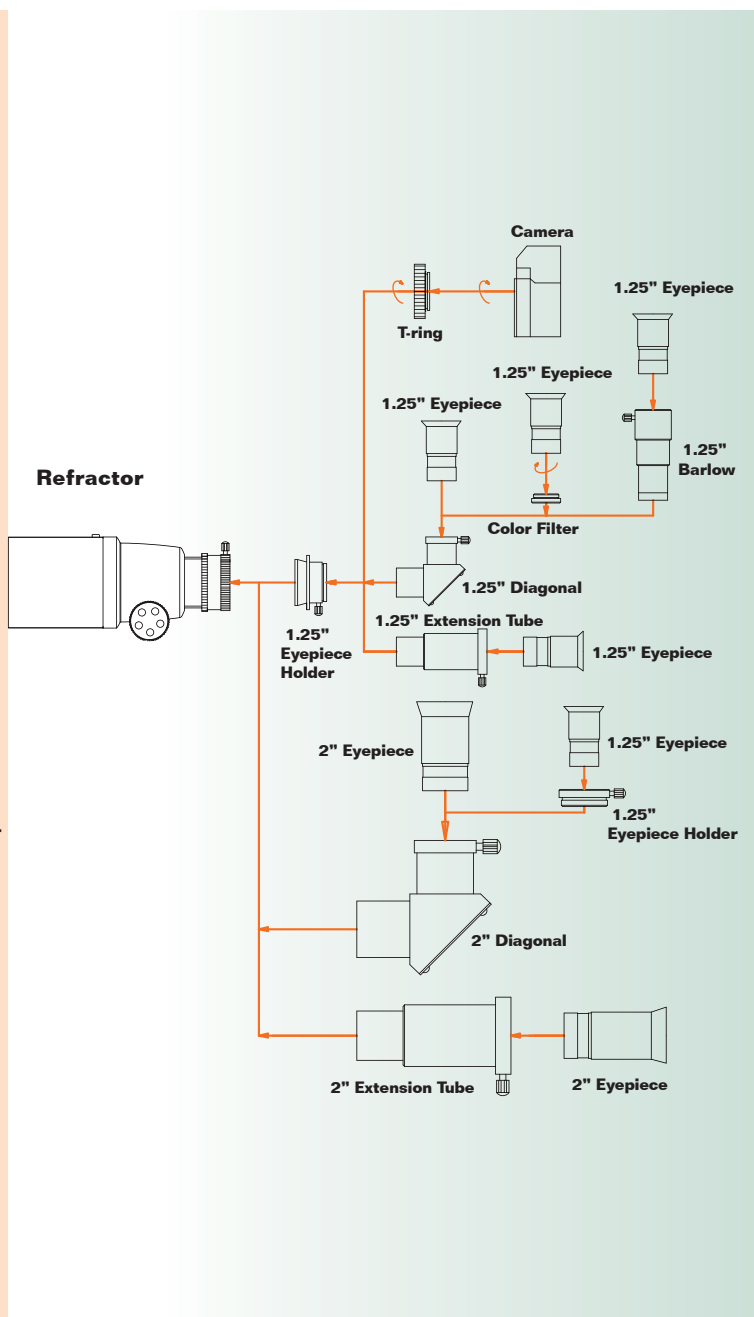 Camera
1.25" Eyepiece
T-ring
1.25" Eyepiece
1.25" Eyepiece
1.25"
Barlow
Refractor
Color Filter
1.25" Diagonal
1.25" Extension Tube
1.25"
Eyepiece
Holder
1.25" Eyepiece
2" Eyepiece
1.25" Eyepiece
1.25"
Eyepiece Holder
2" Diagonal
2" Extension Tube
2" Eyepiece